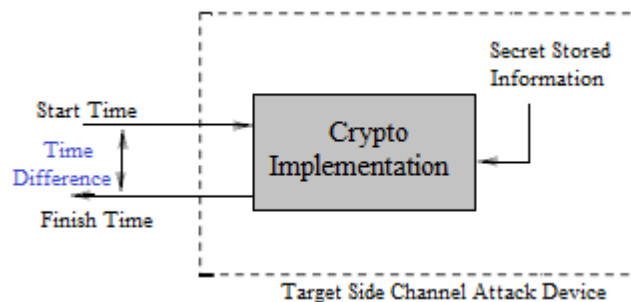 Secret Stored
Information
Start Time
Time
Difference
Crypto
Implementation
Finish Time
Target Side Channel Attack Device